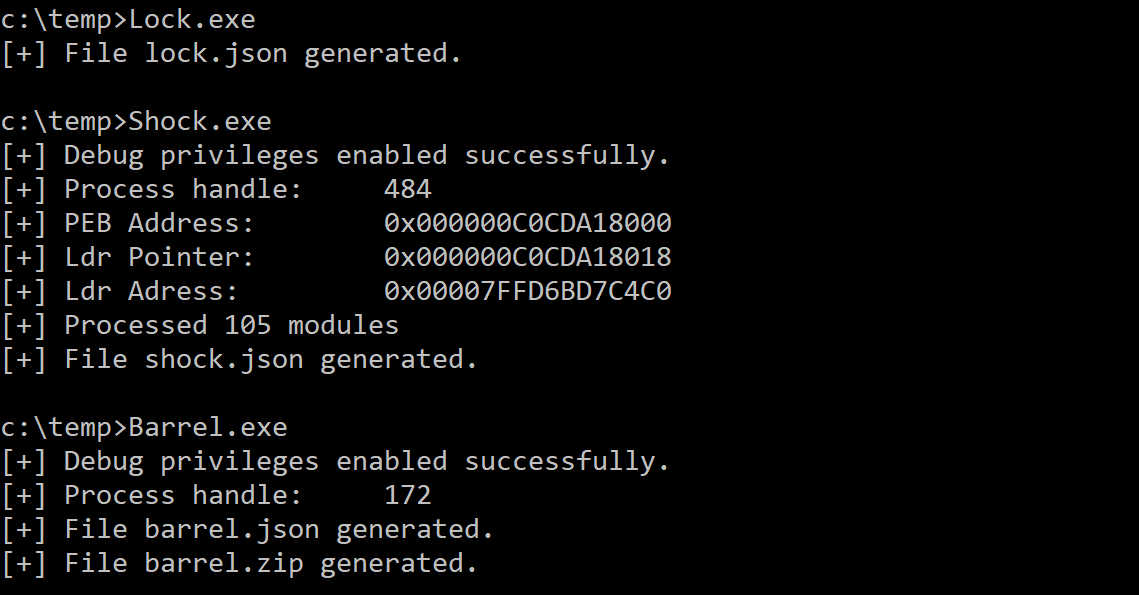 c:\temp>Lock.exe
[+] File lock.json generated.
c:\temp>Shock.exe
[+] Debug privileges enabled successfully.
[+] Process handle:     484
[+] PEB Address:        0x000000C0CDA18000
[+] Ldr Pointer:        0x000000C0CDA18018
[+] Ldr Adress:         0x00007FFD6BD7C4C0
[+] Processed 105 modules
[+] File shock.json generated.
c:\temp>Barrel.exe
[+] Debug privileges enabled successfully.
[+] Process handle:     172
[+] File barrel.json generated.
[+] File barrel.zip generated.